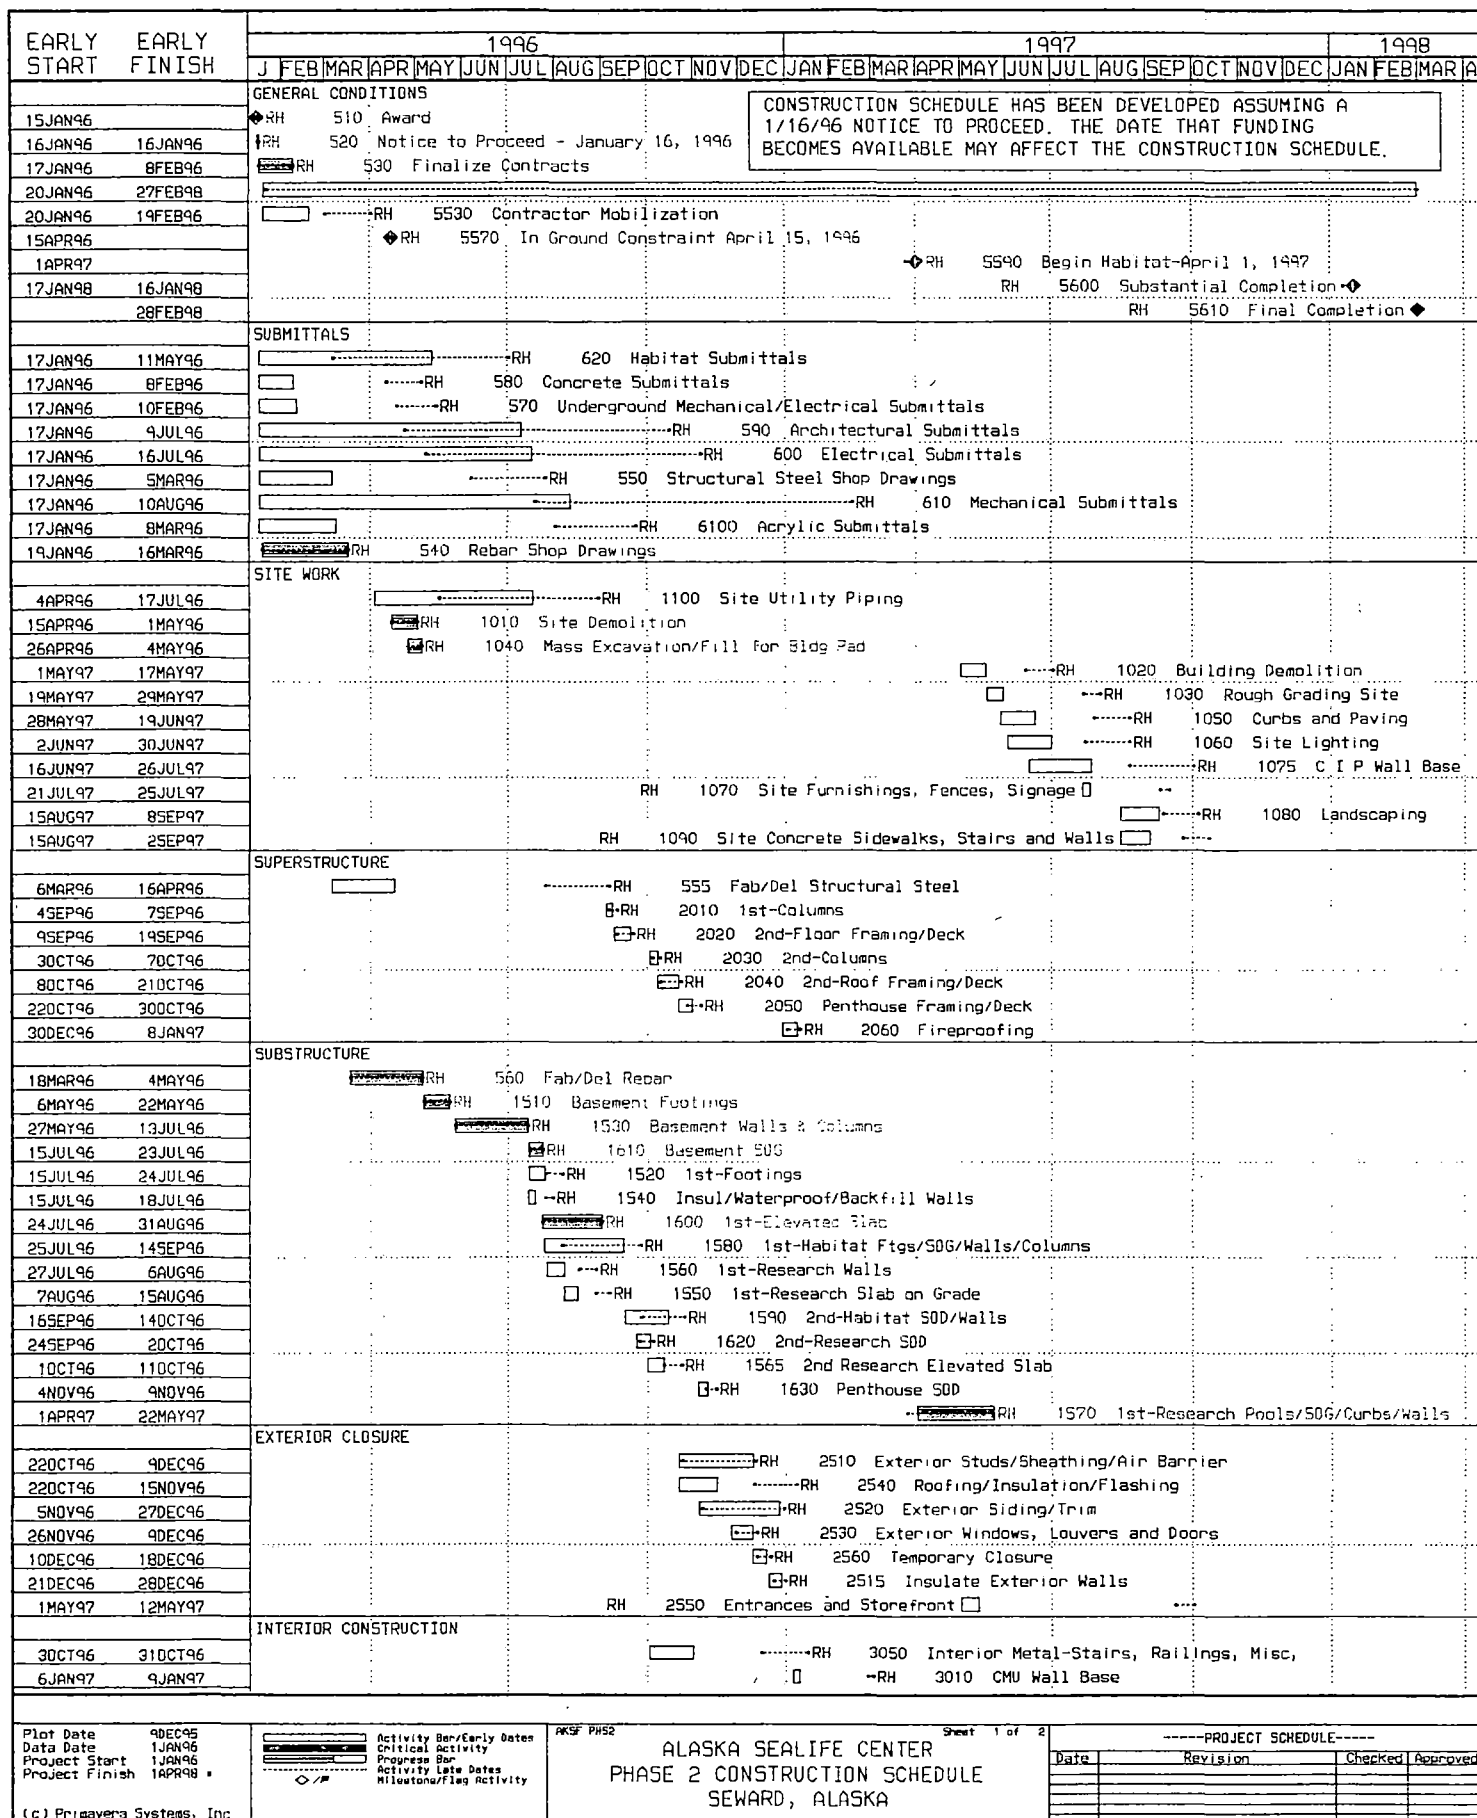 EARLY START EARLY FINISH 1996 1997 1998
J FEB MAR APR MAY JUN JUL AUG SEP OCT NOV DEC JAN FEB MAR APR MAY JUN JUL AUG SEP OCT NOV DEC JAN FEB MAR A
GENERAL CONDITIONS
CONSTRUCTION SCHEDULE HAS BEEN DEVELOPED ASSUMING A
1/16/96 NOTICE TO PROCEED. THE DATE THAT FUNDING
BECOMES AVAILABLE MAY AFFECT THE CONSTRUCTION SCHEDULE.
15JAN96 RH 510 Award
16JAN96 16JAN96 RH 520 Notice to Proceed - January 16, 1996
17JAN96 8FEB96 RH 530 Finalize Contracts
20JAN96 27FEB98
20JAN96 19FEB96 RH 5530 Contractor Mobilization
15APR96 RH 5570 In Ground Constraint April 15, 1996
1APR97 RH 5590 Begin Habitat-April 1, 1997
17JAN98 16JAN98 RH 5600 Substantial Completion
28FEB98 RH 5610 Final Completion
SUBMITTALS
17JAN96 11MAY96 RH 620 Habitat Submittals
17JAN96 8FEB96 RH 580 Concrete Submittals
17JAN96 10FEB96 RH 570 Underground Mechanical/Electrical Submittals
17JAN96 9JUL96 RH 590 Architectural Submittals
17JAN96 16JUL96 RH 600 Electrical Submittals
17JAN96 5MAR96 RH 550 Structural Steel Shop Drawings
17JAN96 10AUG96 RH 610 Mechanical Submittals
17JAN96 8MAR96 RH 6100 Acrylic Submittals
19JAN96 16MAR96 RH 540 Rebar Shop Drawings
SITE WORK
4APR96 17JUL96 RH 1100 Site Utility Piping
15APR96 1MAY96 RH 1010 Site Demolition
26APR96 4MAY96 RH 1040 Mass Excavation/Fill for Bldg Pad
1MAY97 17MAY97 RH 1020 Building Demolition
19MAY97 29MAY97 RH 1030 Rough Grading Site
28MAY97 19JUN97 RH 1050 Curbs and Paving
2JUN97 30JUN97 RH 1060 Site Lighting
16JUN97 26JUL97 RH 1075 C I P Wall Base
21JUL97 25JUL97 RH 1070 Site Furnishings, Fences, Signage
15AUG97 8SEP97 RH 1080 Landscaping
15AUG97 2SEP97 RH 1090 Site Concrete Sidewalks, Stairs and Walls
SUPERSTRUCTURE
6MAR96 16APR96 RH 555 Fab/Del Structural Steel
4SEP96 7SEP96 RH 2010 1st-Columns
9SEP96 19SEP96 RH 2020 2nd-Floor Framing/Deck
3OCT96 7OCT96 RH 2030 2nd-Columns
8OCT96 21OCT96 RH 2040 2nd-Roof Framing/Deck
22OCT96 30OCT96 RH 2050 Penthouse Framing/Deck
30DEC96 8JAN97 RH 2060 Fireproofing
SUBSTRUCTURE
18MAR96 4MAY96 RH 560 Fab/Del Rebar
6MAY96 22MAY96 RH 1510 Basement Footings
27MAY96 13JUL96 RH 1530 Basement Walls & Columns
15JUL96 23JUL96 RH 1610 Basement SOG
15JUL96 24JUL96 RH 1520 1st-Footings
15JUL96 18JUL96 RH 1540 Insul/Waterproof/Backfill Walls
24JUL96 31AUG96 RH 1600 1st-Elevated Slab
25JUL96 14SEP96 RH 1580 1st-Habitat Ftgs/SOG/Walls/Columns
27JUL96 6AUG96 RH 1560 1st-Research Walls
7AUG96 15AUG96 RH 1550 1st-Research Slab on Grade
16SEP96 14OCT96 RH 1590 2nd-Habitat SOD/Walls
24SEP96 2OCT96 RH 1620 2nd-Research SOD
1OCT96 11OCT96 RH 1565 2nd Research Elevated Slab
4NOV96 9NOV96 RH 1630 Penthouse SOD
1APR97 22MAY97 RH 1570 1st-Research Pools/SOG/Curbs/Walls
EXTERIOR CLOSURE
22OCT96 9DEC96 RH 2510 Exterior Studs/Sheathing/Air Barrier
22OCT96 15NOV96 RH 2540 Roofing/Insulation/Flashing
5NOV96 27DEC96 RH 2520 Exterior Siding/Trim
26NOV96 9DEC96 RH 2530 Exterior Windows, Louvers and Doors
10DEC96 18DEC96 RH 2560 Temporary Closure
21DEC96 28DEC96 RH 2515 Insulate Exterior Walls
1MAY97 12MAY97 RH 2550 Entrances and Storefront
INTERIOR CONSTRUCTION
3OCT96 31OCT96 RH 3050 Interior Metal-Stairs, Railings, Misc,
6JAN97 9JAN97 RH 3010 CMU Wall Base
Plot Date 9DEC95
Data Date 1JAN96
Project Start 1JAN96
Project Finish 1APR98
(c) Primavera Systems, Inc
Activity Bar/Early Dates
Critical Activity
Progress Bar
Activity Late Dates
Milestone/Flag Activity
AKSF PHS2
Sheet 1 of 2
ALASKA SEALIFE CENTER
PHASE 2 CONSTRUCTION SCHEDULE
SEWARD, ALASKA
-----PROJECT SCHEDULE-----
Date Revision Checked Approved